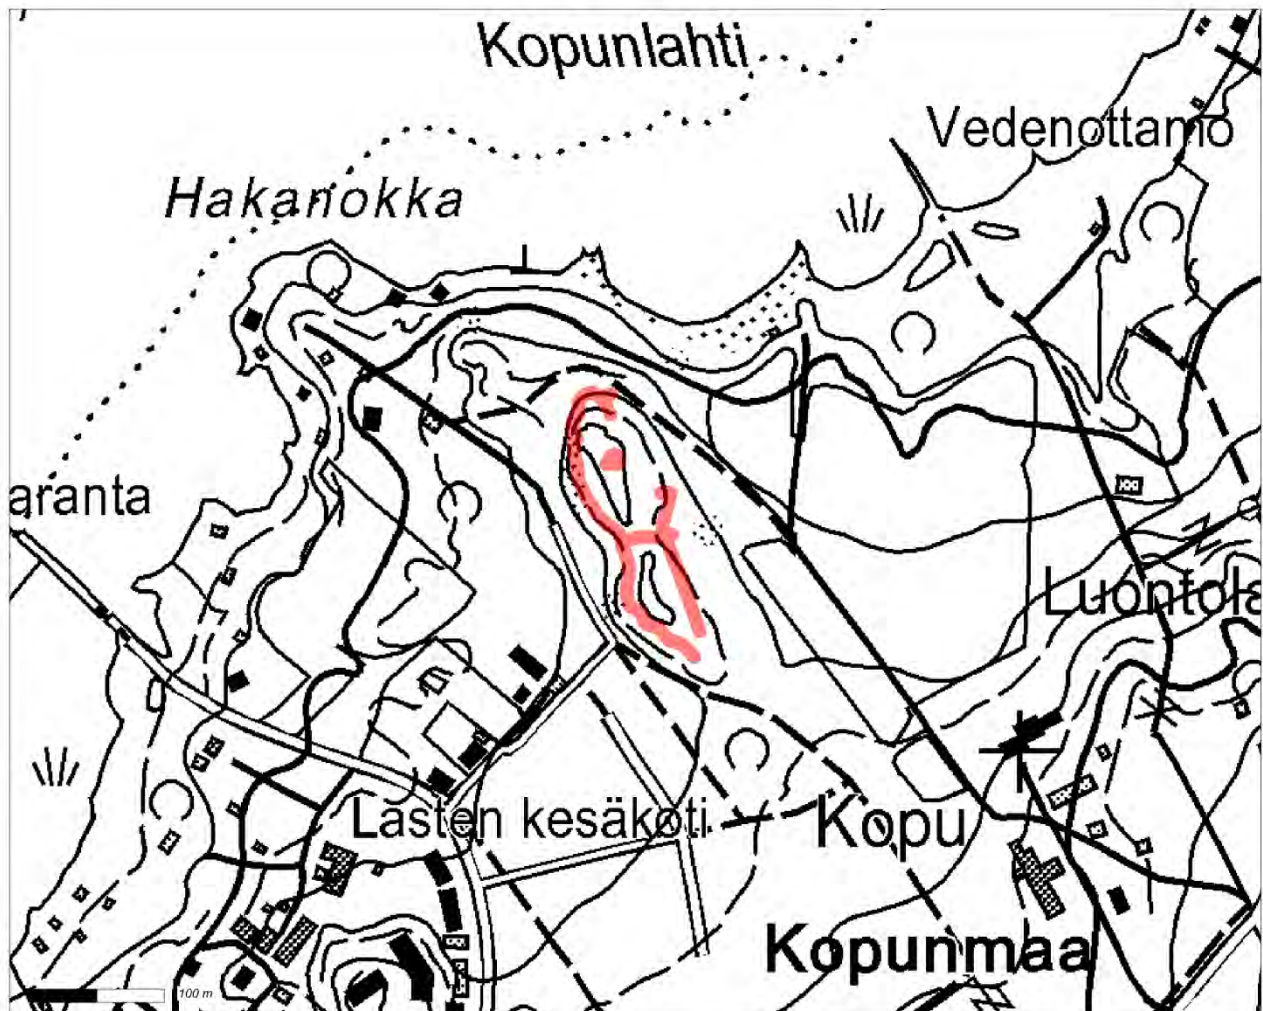 Kopunlahti
Vedenottamo
Hakanokka
aranta
Luontola
Lasten kesäkoti
Kopu
Kopunmaa
100 m